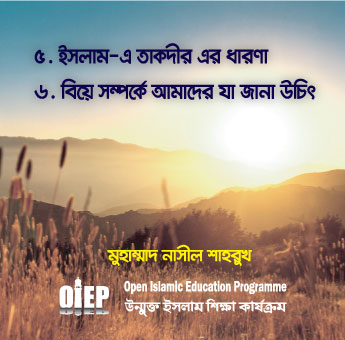 ৫. ইসলাম-এ তাকদীর এর ধারণা
৬. বিয়ে সম্পর্কে আমাদের যা জানা উচিৎ
মুহাম্মাদ নাসীল শাহরুখ
OIEP
Open Islamic Education Programme
উন্মুক্ত ইসলাম শিক্ষা কার্যক্রম